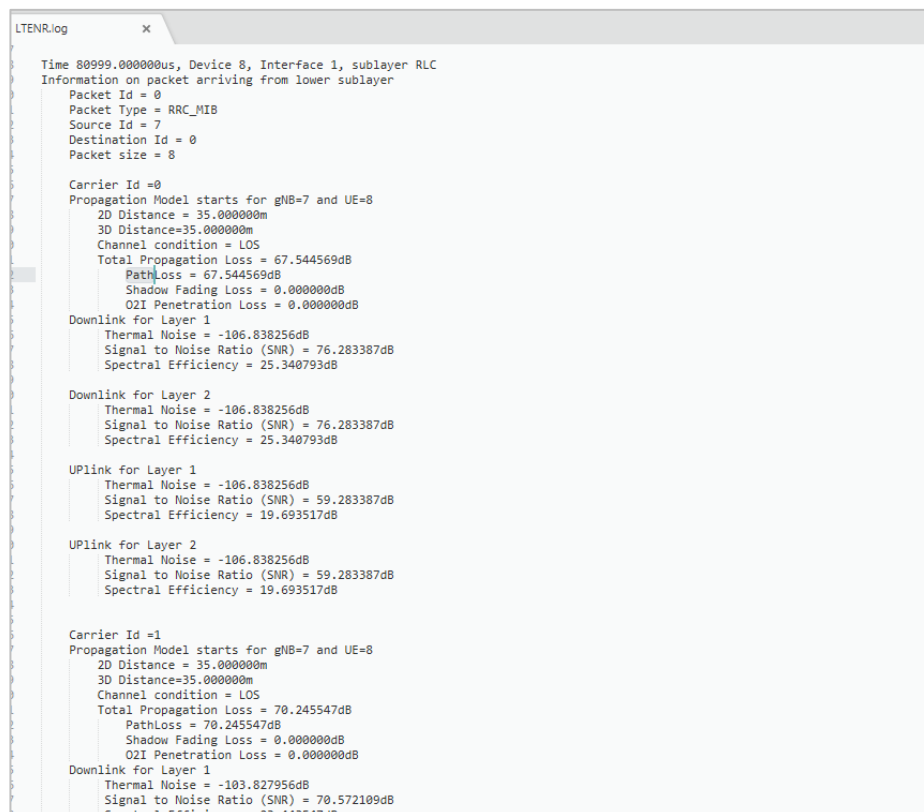 LTENR.log ×
Time 80999.000000us, Device 8, Interface 1, sublayer RLC
Information on packet arriving from lower sublayer
Packet Id = 0
Packet Type = RRC_MIB
Source Id = 7
Destination Id = 0
Packet size = 8
Carrier Id =0
Propagation Model starts for gNB=7 and UE=8
2D Distance = 35.000000m
3D Distance=35.000000m
Channel condition = LOS
Total Propagation Loss = 67.544569dB
PathLoss = 67.544569dB
Shadow Fading Loss = 0.000000dB
O2I Penetration Loss = 0.000000dB
Downlink for Layer 1
Thermal Noise = -106.838256dB
Signal to Noise Ratio (SNR) = 76.283387dB
Spectral Efficiency = 25.340793dB
Downlink for Layer 2
Thermal Noise = -106.838256dB
Signal to Noise Ratio (SNR) = 76.283387dB
Spectral Efficiency = 25.340793dB
UPlink for Layer 1
Thermal Noise = -106.838256dB
Signal to Noise Ratio (SNR) = 59.283387dB
Spectral Efficiency = 19.693517dB
UPlink for Layer 2
Thermal Noise = -106.838256dB
Signal to Noise Ratio (SNR) = 59.283387dB
Spectral Efficiency = 19.693517dB
Carrier Id =1
Propagation Model starts for gNB=7 and UE=8
2D Distance = 35.000000m
3D Distance=35.000000m
Channel condition = LOS
Total Propagation Loss = 70.245547dB
PathLoss = 70.245547dB
Shadow Fading Loss = 0.000000dB
O2I Penetration Loss = 0.000000dB
Downlink for Layer 1
Thermal Noise = -103.827956dB
Signal to Noise Ratio (SNR) = 70.572109dB